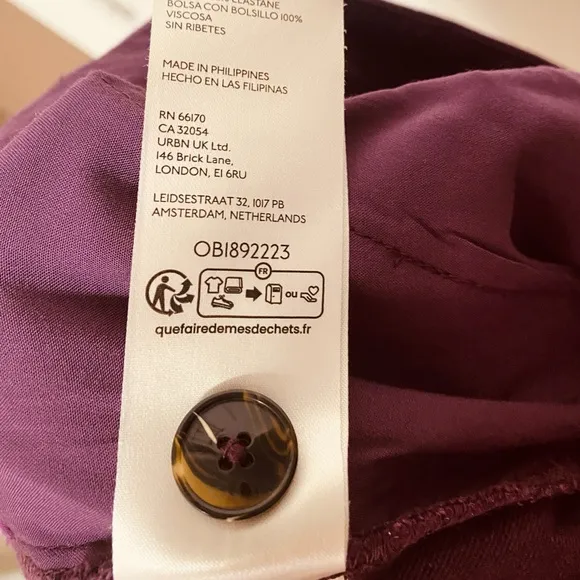 ELASTANE
BOLSA CON BOLSILLO 100%
VISCOSA
SIN RIBETES
MADE IN PHILIPPINES
HECHO EN LAS FILIPINAS
RN 66170
CA 32054
URBN UK Ltd.
146 Brick Lane,
LONDON, E1 6RU
LEIDSESTRAAT 32, 1017 PB
AMSTERDAM, NETHERLANDS
OB1892223
FR
ou
quefairedemesdechets.fr